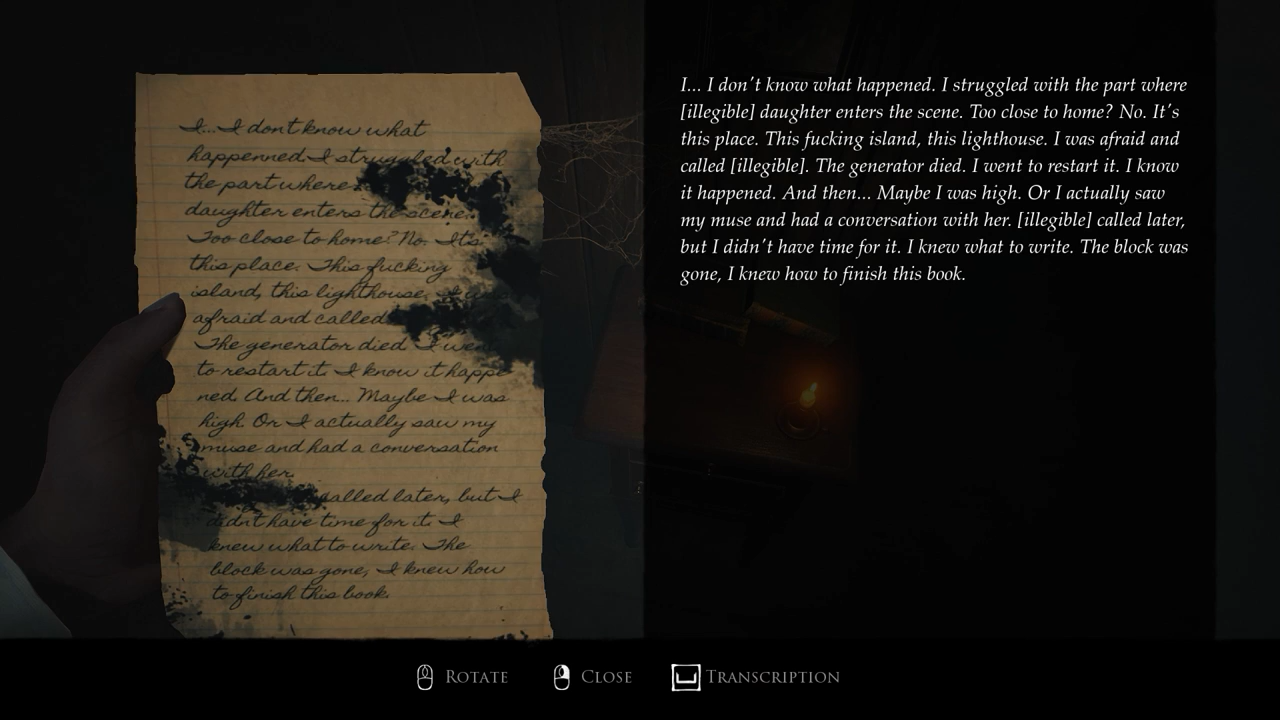 I... I don't know what
happenned. I struggled with
the part where
daughter enters the scene.
Too close to home? No. It's
this place. This fucking
island, this lighthouse. I was
afraid and called
The generator died. I went
to restart it. I know it happe
ned. And then... Maybe I was
high. Or I actually saw my
muse and had a conversation
with her.
called later, but I
didn't have time for it. I
knew what to write. The
block was gone, I knew how
to finish this book.
I... I don't know what happened. I struggled with the part where
[illegible] daughter enters the scene. Too close to home? No. It's
this place. This fucking island, this lighthouse. I was afraid and
called [illegible]. The generator died. I went to restart it. I know
it happened. And then... Maybe I was high. Or I actually saw
my muse and had a conversation with her. [illegible] called later,
but I didn't have time for it. I knew what to write. The block was
gone, I knew how to finish this book.
ROTATE
CLOSE
TRANSCRIPTION